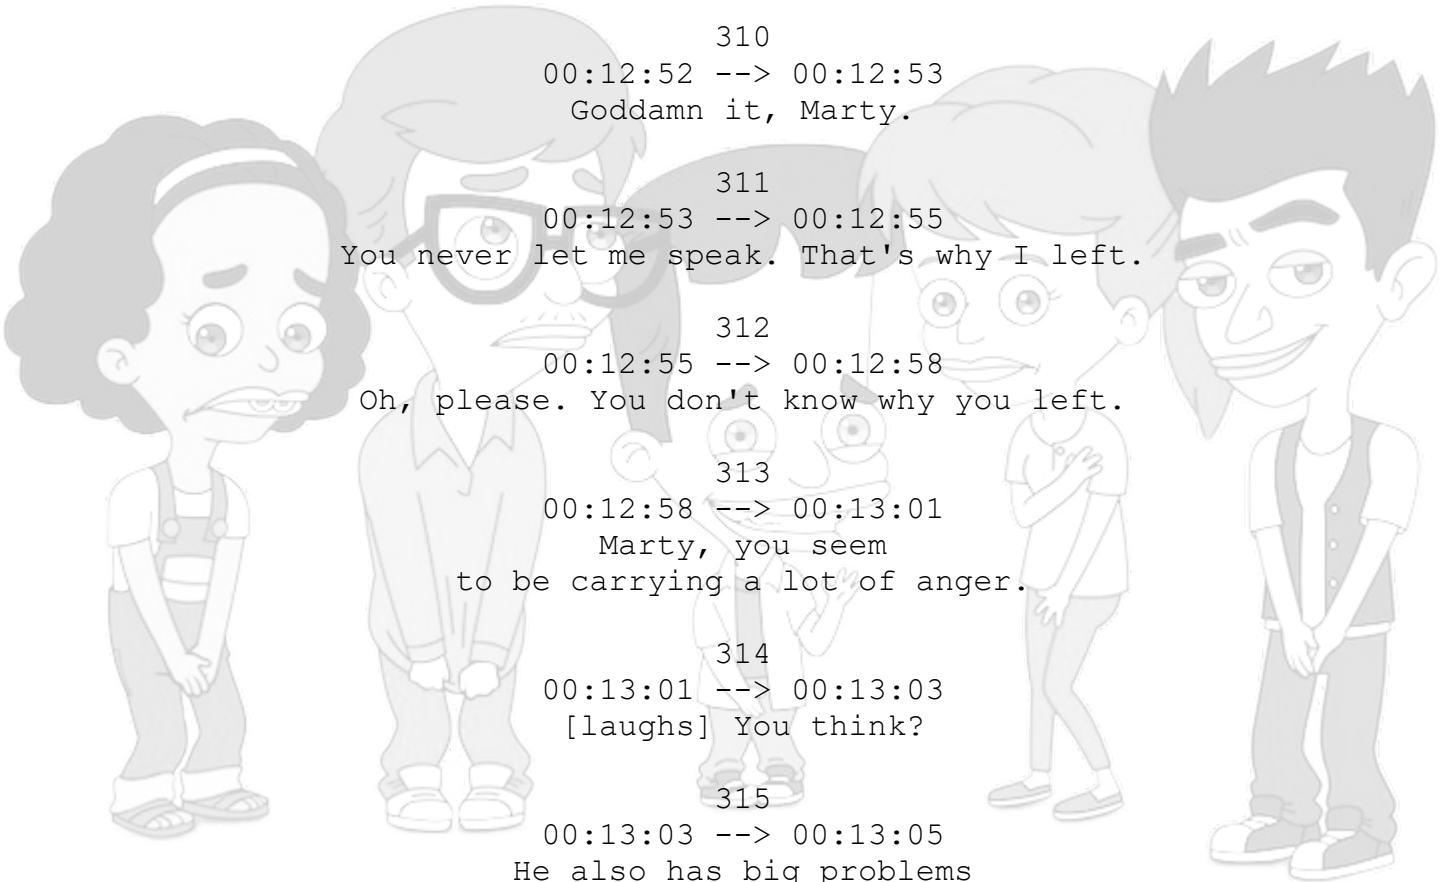 310
00:12:52 --> 00:12:53
Goddamn it, Marty.
311
00:12:53 --> 00:12:55
You never let me speak. That's why I left.
312
00:12:55 --> 00:12:58
Oh, please. You don't know why you left.
313
00:12:58 --> 00:13:01
Marty, you seem
to be carrying a lot of anger.
314
00:13:01 --> 00:13:03
[laughs] You think?
315
00:13:03 --> 00:13:05
He also has big problems